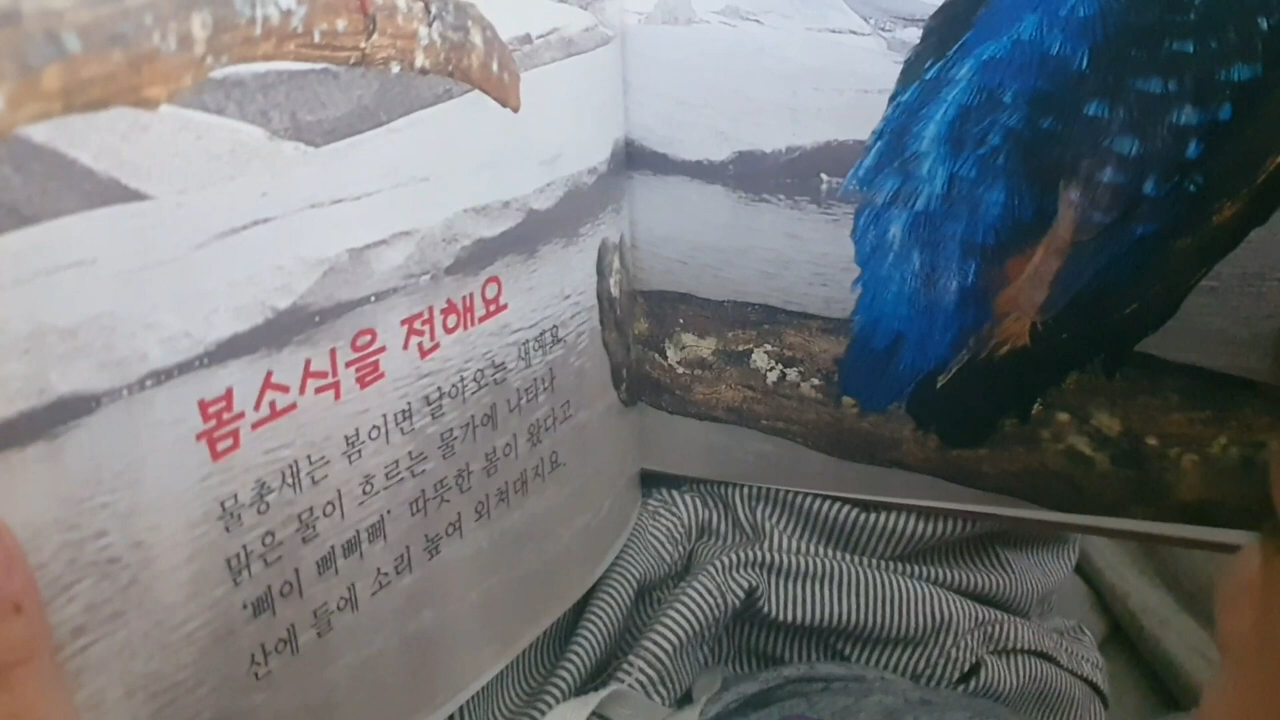 봄소식을 전해요
물총새는 봄이면 날아오는 새예요.
맑은 물이 흐르는 물가에 나타나
'삐이 삐삐삐' 따뜻한 봄이 왔다고
산에 들에 소리 높여 외쳐대지요.